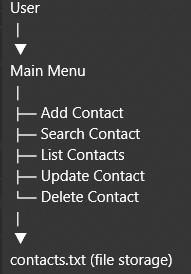 User
│
▼
Main Menu
│
├── Add Contact
├── Search Contact
├── List Contacts
├── Update Contact
└── Delete Contact
│
▼
contacts.txt (file storage)